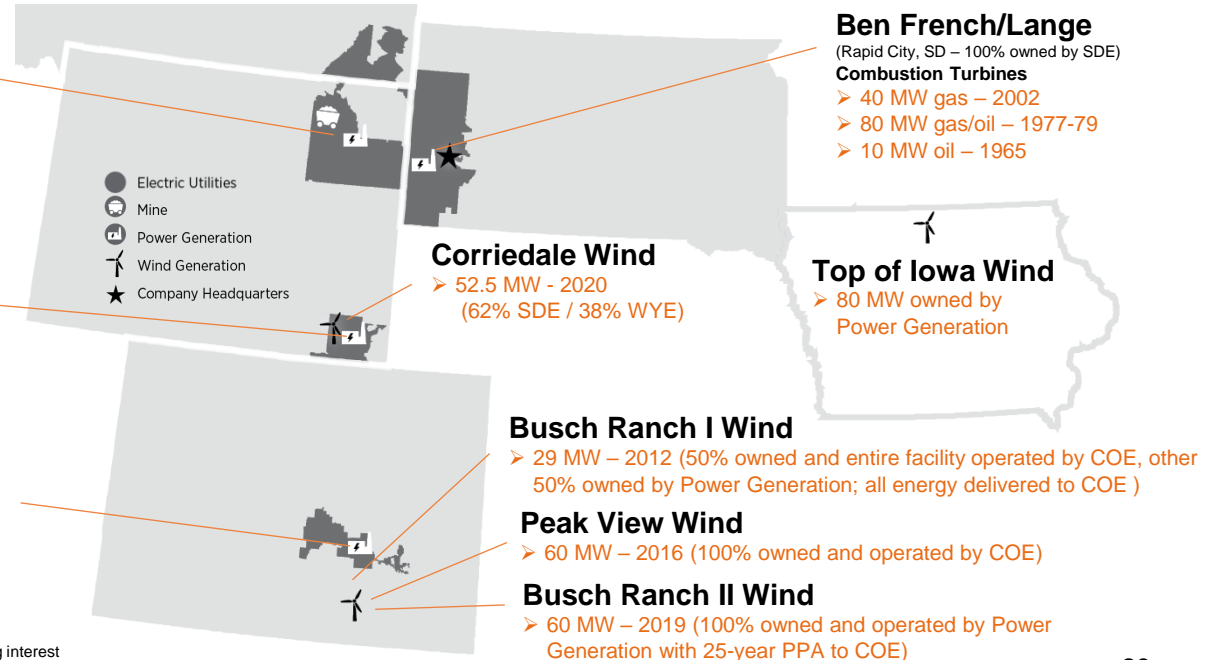 Ben French/Lange
(Rapid City, SD – 100% owned by SDE)
Combustion Turbines
➢ 40 MW gas – 2002
➢ 80 MW gas/oil – 1977-79
➢ 10 MW oil – 1965
Electric Utilities
Mine
Power Generation
Wind Generation
Company Headquarters
Corriedale Wind
➢ 52.5 MW - 2020
(62% SDE / 38% WYE)
Top of Iowa Wind
➢ 80 MW owned by
Power Generation
Busch Ranch I Wind
➢ 29 MW – 2012 (50% owned and entire facility operated by COE, other
50% owned by Power Generation; all energy delivered to COE )
Peak View Wind
➢ 60 MW – 2016 (100% owned and operated by COE)
Busch Ranch II Wind
➢ 60 MW – 2019 (100% owned and operated by Power
Generation with 25-year PPA to COE)
interest